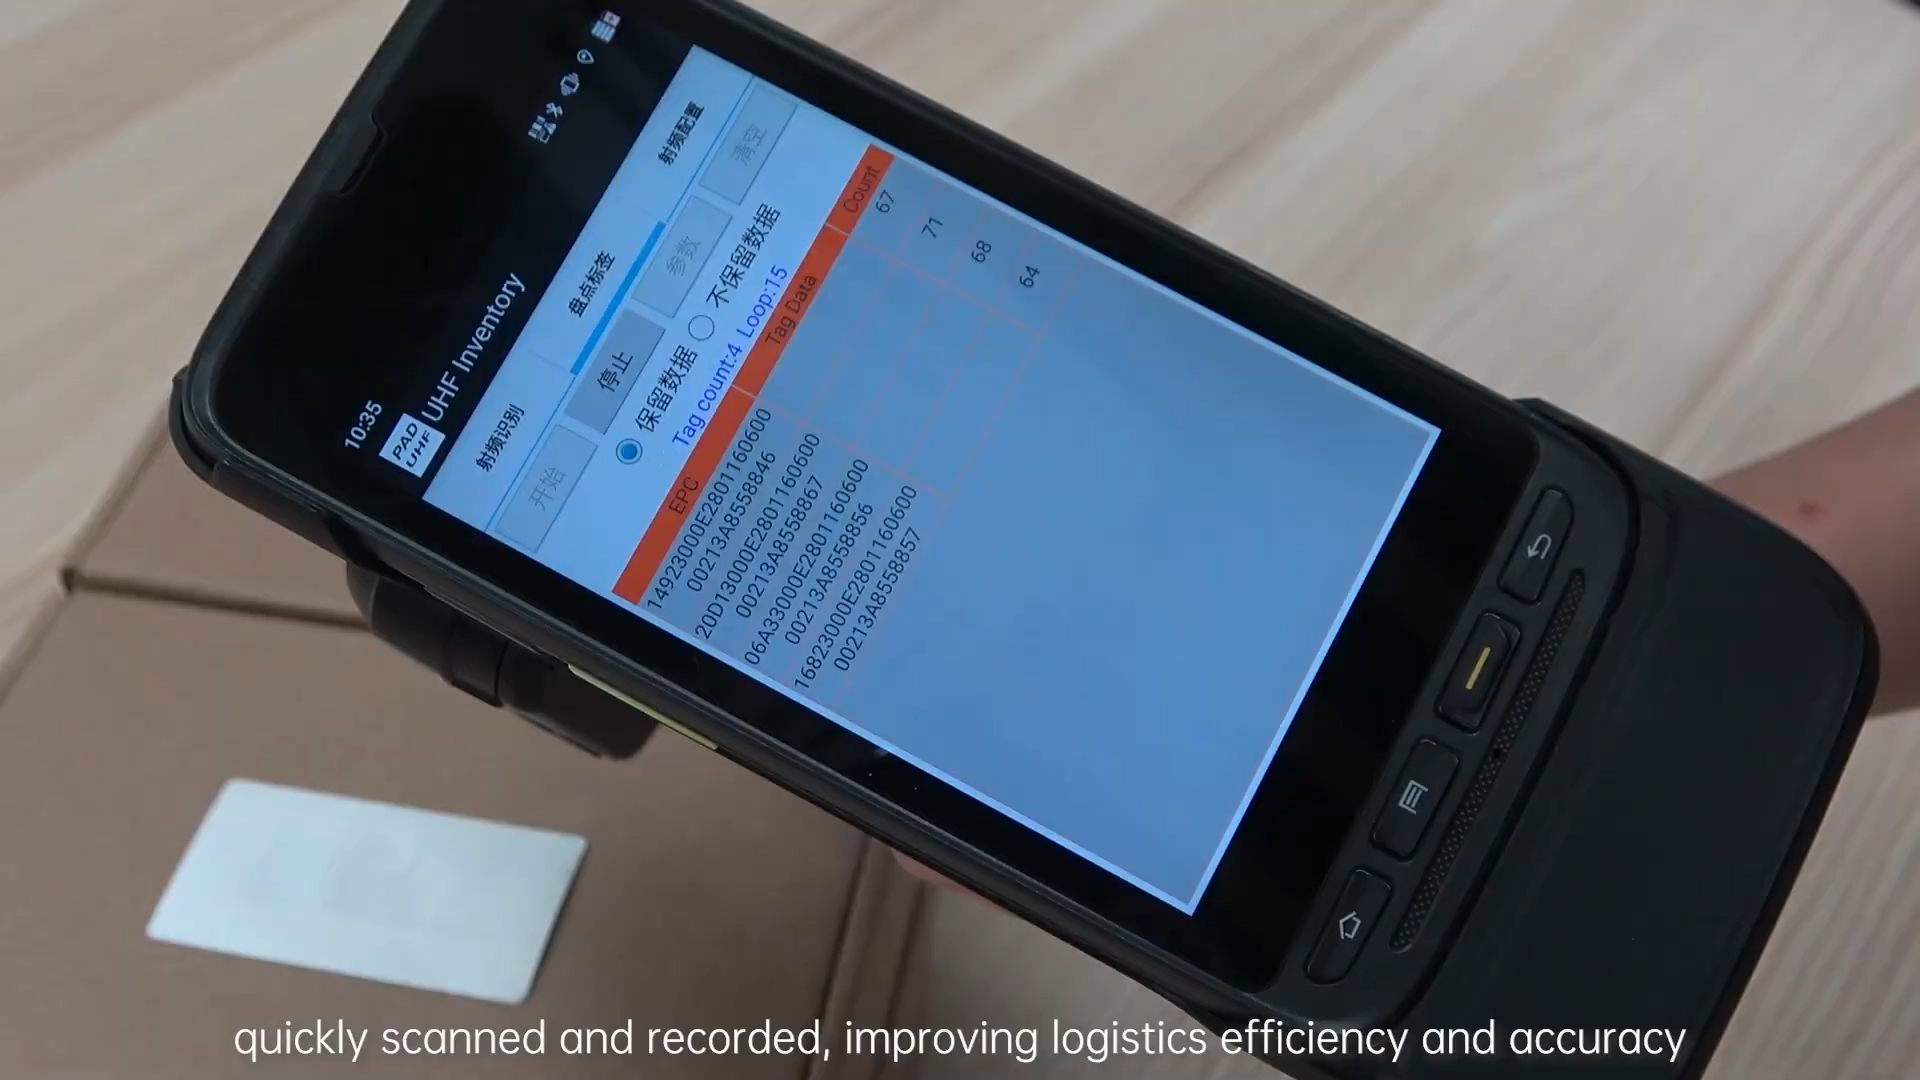 10:35
PAD
UHF
UHF Inventory
射频识别
盘点标签
射频配置
开始
停止
参数
清空
保留数据
不保留数据
Tag count:4 Loop:15
EPC
Tag Data
Count
14923000E2801160600
00213A8558846
67
20D13000E2801160600
00213A8558867
71
06A33000E2801160600
00213A8558856
68
16823000E2801160600
00213A8558857
64
quickly scanned and recorded, improving logistics efficiency and accuracy